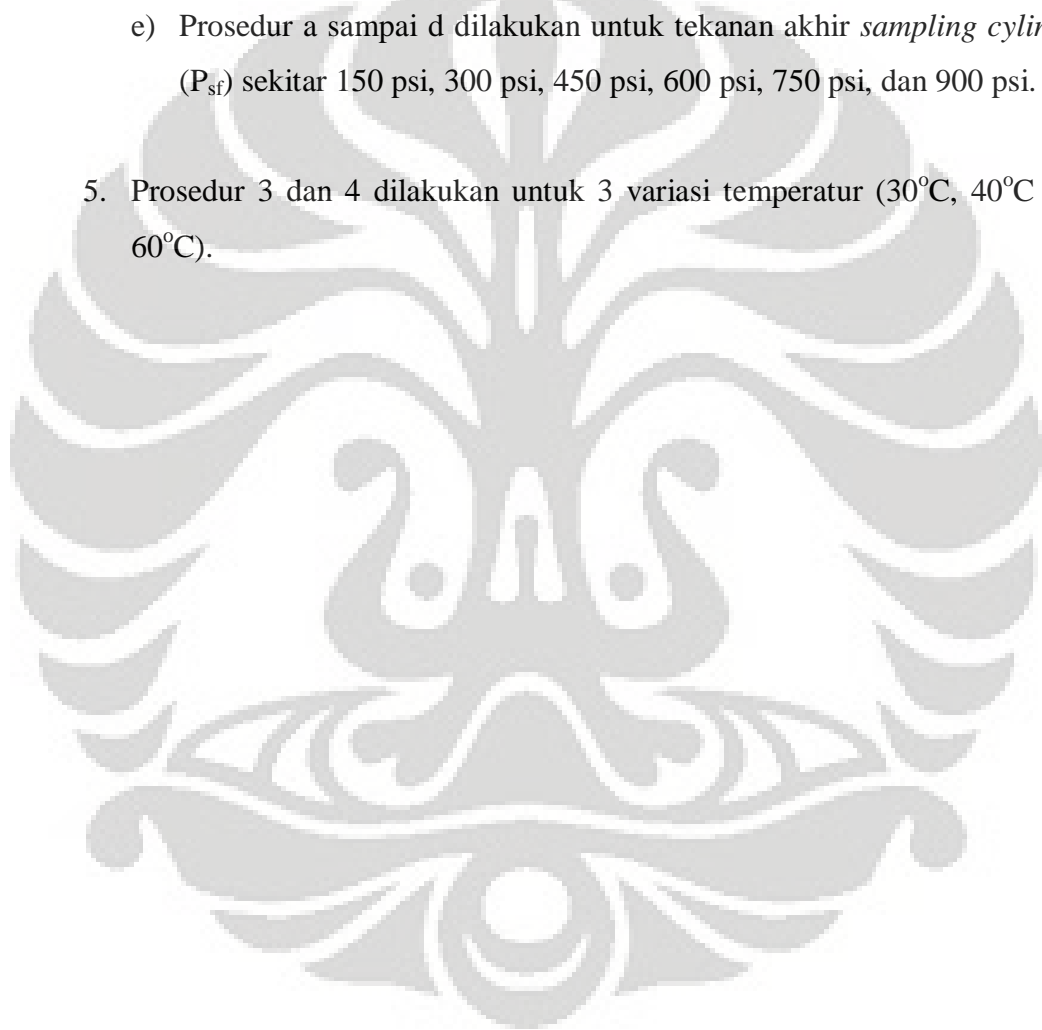 e) Prosedur a sampai d dilakukan untuk tekanan akhir sampling cylin
(Psf) sekitar 150 psi, 300 psi, 450 psi, 600 psi, 750 psi, dan 900 psi.
5. Prosedur 3 dan 4 dilakukan untuk 3 variasi temperatur (30°C, 40°C
60°C).